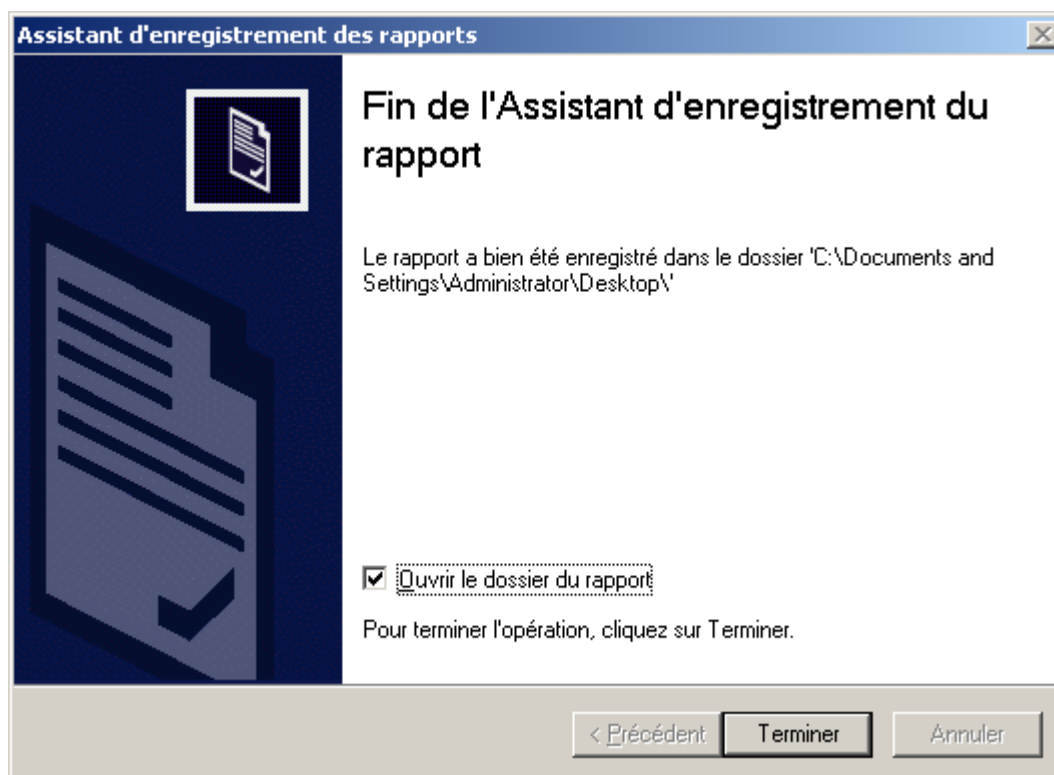 Assistant d'enregistrement des rapports
Fin de l'Assistant d'enregistrement du
rapport
Le rapport a bien été enregistré dans le dossier 'C:\Documents and
Settings\Administrator\Desktop\'
Ouvrir le dossier du rapport
Pour terminer l'opération, cliquez sur Terminer.
< Précédent Terminer Annuler